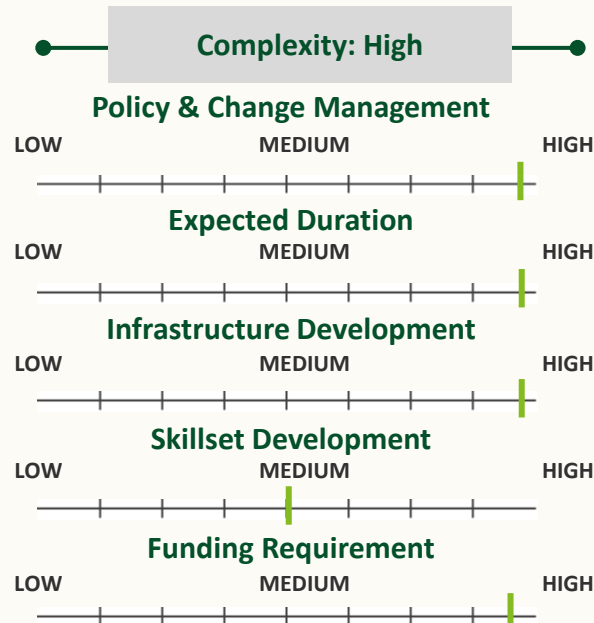 Complexity: High
Policy & Change Management
LOW MEDIUM HIGH
Expected Duration
LOW MEDIUM HIGH
Infrastructure Development
LOW MEDIUM HIGH
Skillset Development
LOW MEDIUM HIGH
Funding Requirement
LOW MEDIUM HIGH